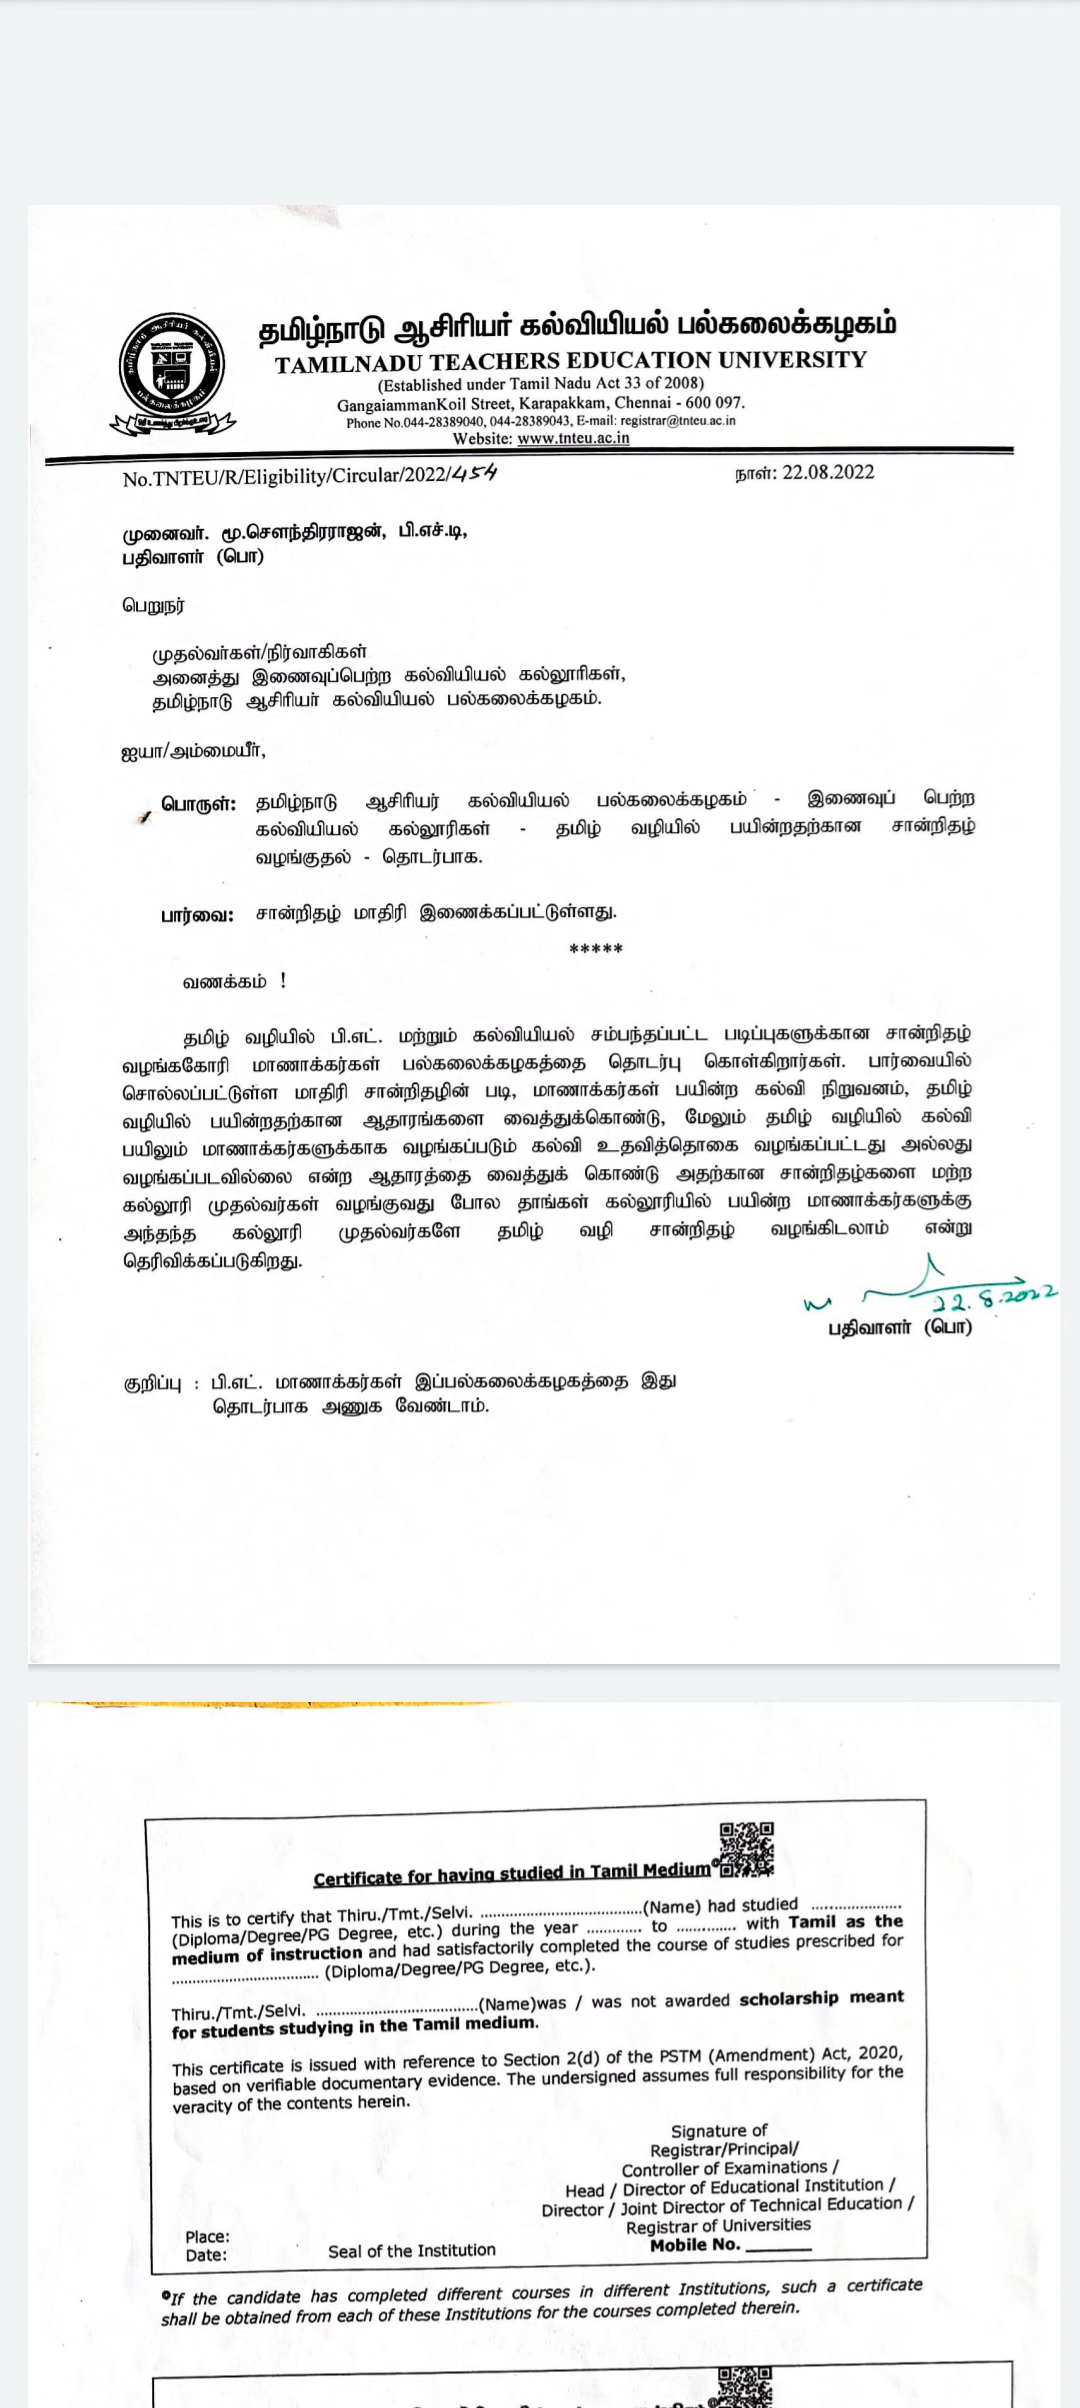 தமிழ்நாடு ஆசிரியர் கல்வியியல் பல்கலைக்கழகம்
TAMILNADU TEACHERS EDUCATION UNIVERSITY
(Established under Tamil Nadu Act 33 of 2008)
GangaiammanKoil Street, Karapakkam, Chennai - 600 097.
Phone No.044-28389040, 044-28389043, E-mail: registrar@tnteu.ac.in
Website: www.tnteu.ac.in
No.TNTEU/R/Eligibility/Circular/2022/454 நாள்: 22.08.2022
முனைவர். மூ.சௌந்திரராஜன், பி.எச்.டி,
பதிவாளர் (பொ)
பெறுநர்
முதல்வர்கள்/நிர்வாகிகள்
அனைத்து இணைவுப்பெற்ற கல்வியியல் கல்லூரிகள்,
தமிழ்நாடு ஆசிரியர் கல்வியியல் பல்கலைக்கழகம்.
ஐயா/அம்மையீர்,
பொருள்: தமிழ்நாடு ஆசிரியர் கல்வியியல் பல்கலைக்கழகம் - இணைவுப் பெற்ற
கல்வியியல் கல்லூரிகள் - தமிழ் வழியில் பயின்றதற்கான சான்றிதழ்
வழங்குதல் - தொடர்பாக.
பார்வை: சான்றிதழ் மாதிரி இணைக்கப்பட்டுள்ளது.
*****
வணக்கம் !
தமிழ் வழியில் பி.எட். மற்றும் கல்வியியல் சம்பந்தப்பட்ட படிப்புகளுக்கான சான்றிதழ்
வழங்ககோரி மாணாக்கர்கள் பல்கலைக்கழகத்தை தொடர்பு கொள்கிறார்கள். பார்வையில்
சொல்லப்பட்டுள்ள மாதிரி சான்றிதழின் படி, மாணாக்கர்கள் பயின்ற கல்வி நிறுவனம், தமிழ்
வழியில் பயின்றதற்கான ஆதாரங்களை வைத்துக்கொண்டு, மேலும் தமிழ் வழியில் கல்வி
பயிலும் மாணாக்கர்களுக்காக வழங்கப்படும் கல்வி உதவித்தொகை வழங்கப்பட்டது அல்லது
வழங்கப்படவில்லை என்ற ஆதாரத்தை வைத்துக் கொண்டு அதற்கான சான்றிதழ்களை மற்ற
கல்லூரி முதல்வர்கள் வழங்குவது போல தாங்கள் கல்லூரியில் பயின்ற மாணாக்கர்களுக்கு
அந்தந்த கல்லூரி முதல்வர்களே தமிழ் வழி சான்றிதழ் வழங்கிடலாம் என்று
தெரிவிக்கப்படுகிறது.
22.8.2022
பதிவாளர் (பொ)
குறிப்பு : பி.எட். மாணாக்கர்கள் இப்பல்கலைக்கழகத்தை இது
தொடர்பாக அணுக வேண்டாம்.
Certificate for having studied in Tamil Medium
This is to certify that Thiru./Tmt./Selvi. ......................................(Name) had studied .....................
(Diploma/Degree/PG Degree, etc.) during the year ............. to .............. with Tamil as the
medium of instruction and had satisfactorily completed the course of studies prescribed for
................................... (Diploma/Degree/PG Degree, etc.).
Thiru./Tmt./Selvi. ......................................(Name)was / was not awarded scholarship meant
for students studying in the Tamil medium.
This certificate is issued with reference to Section 2(d) of the PSTM (Amendment) Act, 2020,
based on verifiable documentary evidence. The undersigned assumes full responsibility for the
veracity of the contents herein.
Signature of
Registrar/Principal/
Controller of Examinations /
Head / Director of Educational Institution /
Director / Joint Director of Technical Education /
Registrar of Universities
Place:
Date: Seal of the Institution Mobile No. ________
If the candidate has completed different courses in different Institutions, such a certificate
shall be obtained from each of these Institutions for the courses completed therein.